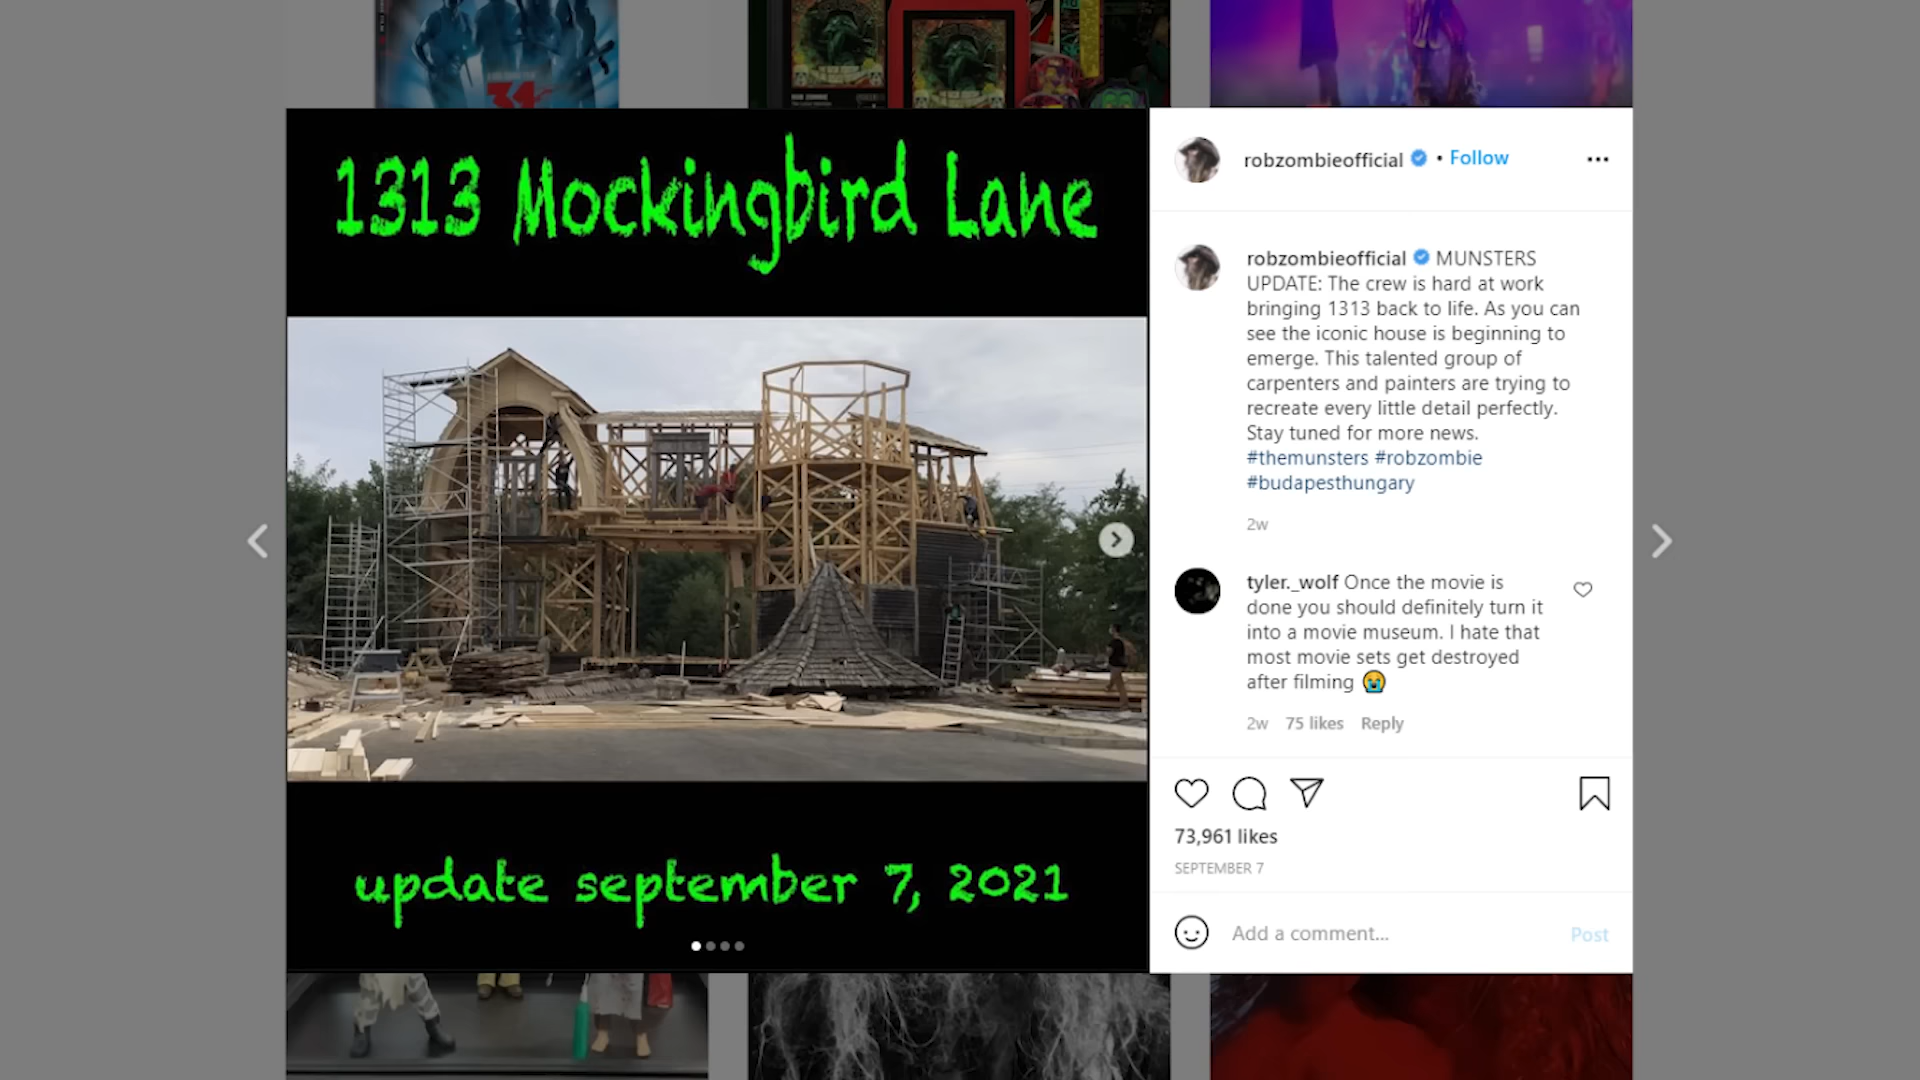 31
1313 Mockingbird Lane
update september 7, 2021
robzombieofficial • Follow
robzombieofficial MUNSTERS
UPDATE: The crew is hard at work
bringing 1313 back to life. As you can
see the iconic house is beginning to
emerge. This talented group of
carpenters and painters are trying to
recreate every little detail perfectly.
Stay tuned for more news.
#themunsters #robzombie
#budapesthungary
2w
tyler._wolf Once the movie is
done you should definitely turn it
into a movie museum. I hate that
most movie sets get destroyed
after filming 😭
2w 75 likes Reply
73,961 likes
SEPTEMBER 7
Add a comment... Post